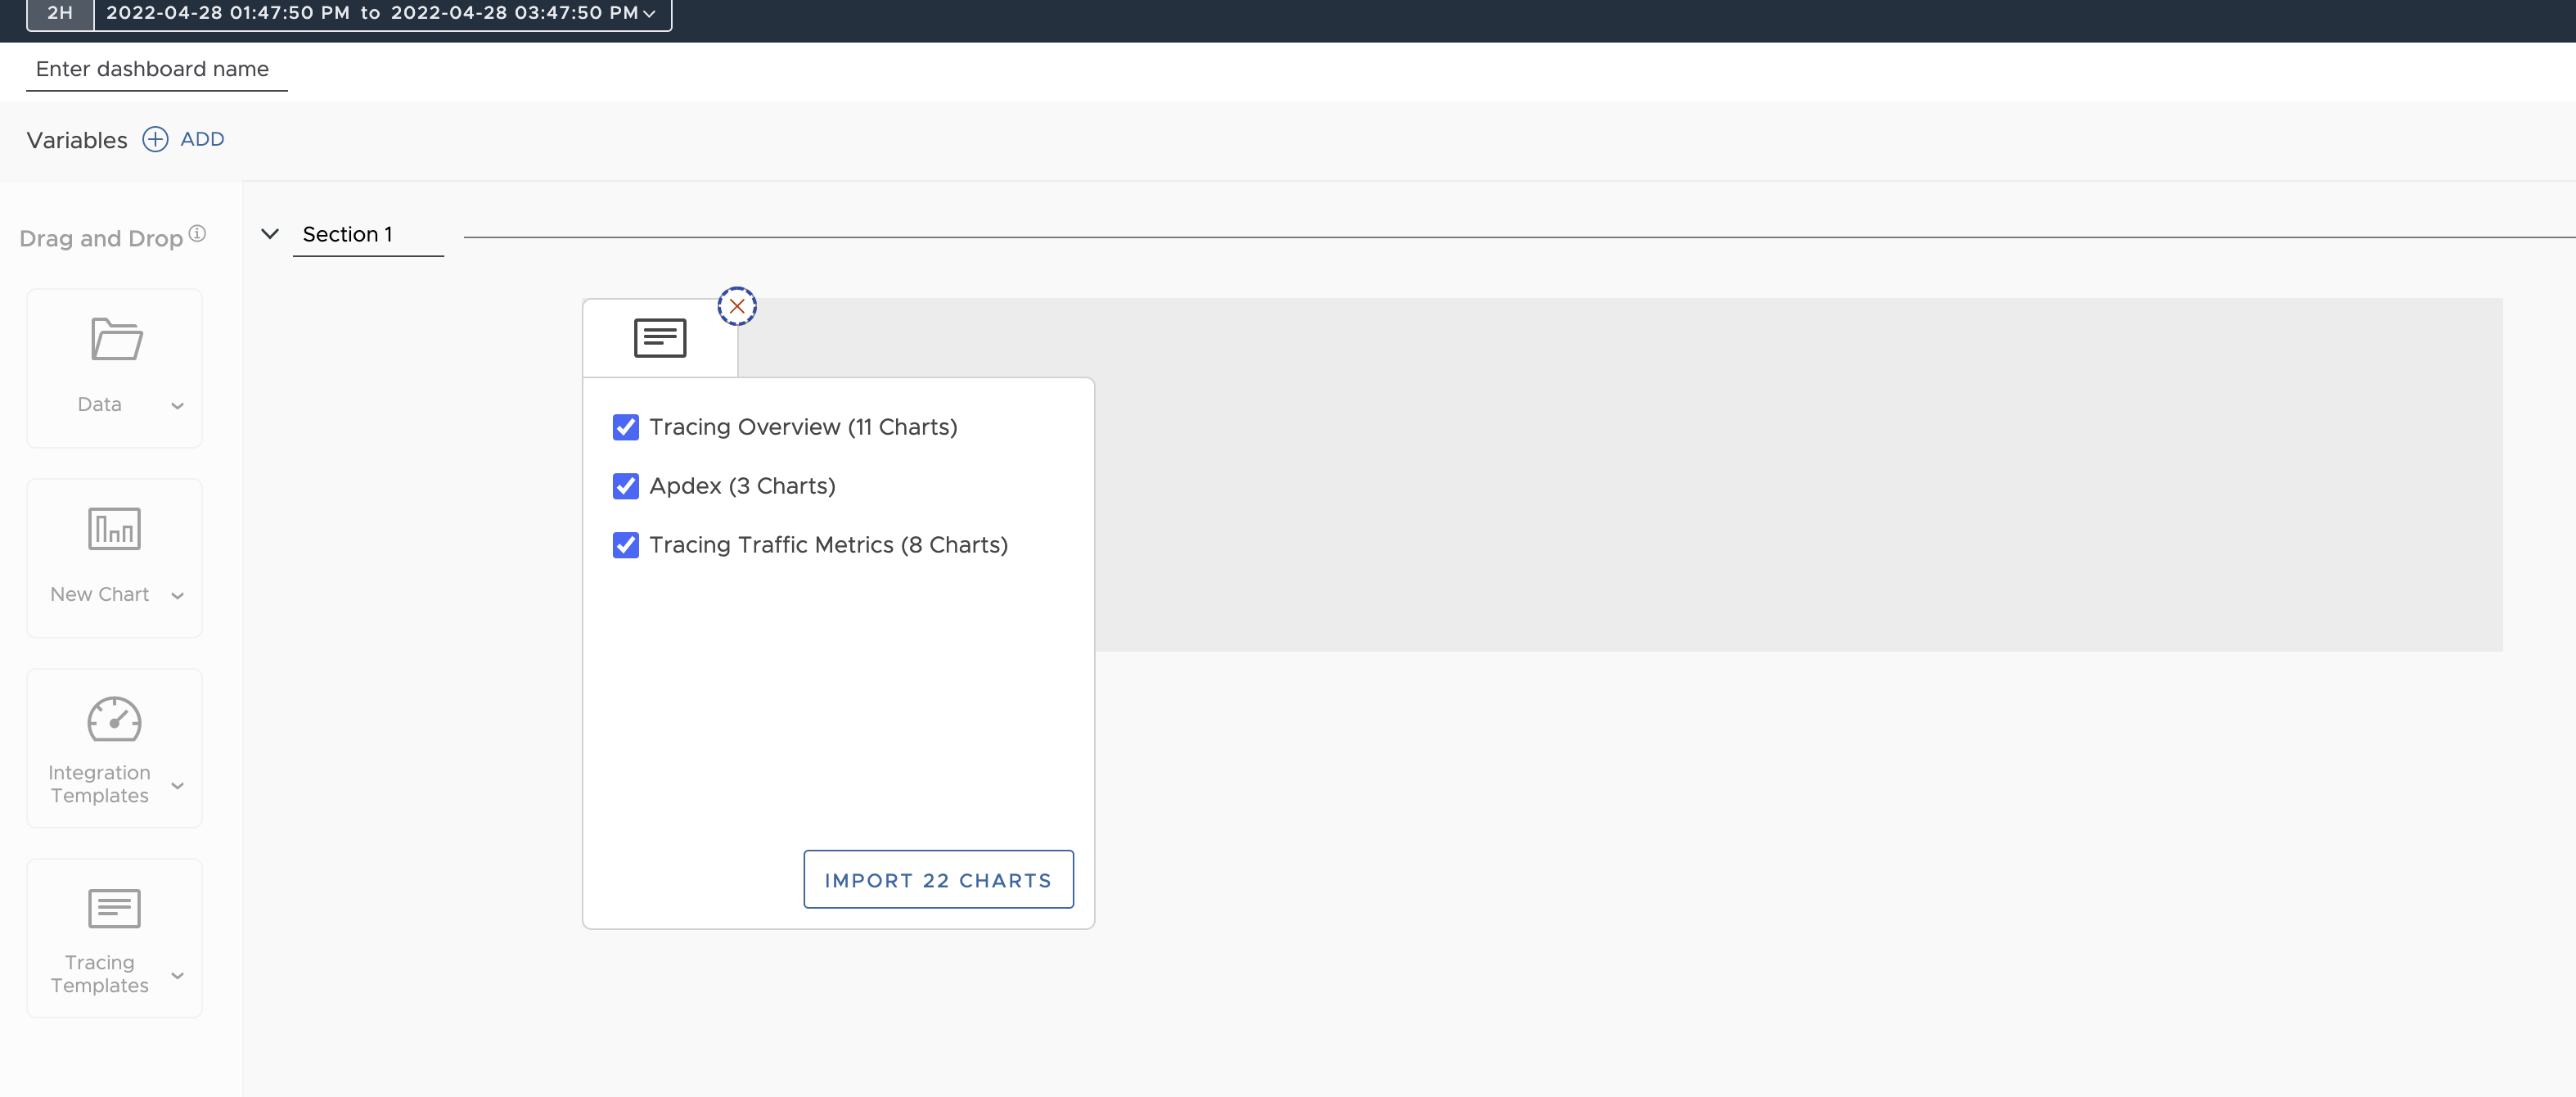 2H
2022-04-28 01:47:50 PM to 2022-04-28 03:47:50 PM
Enter dashboard name
Variables ADD
Drag and Drop
Section 1
Data
New Chart
Integration
Templates
Tracing
Templates
Tracing Overview (11 Charts)
Apdex (3 Charts)
Tracing Traffic Metrics (8 Charts)
IMPORT 22 CHARTS